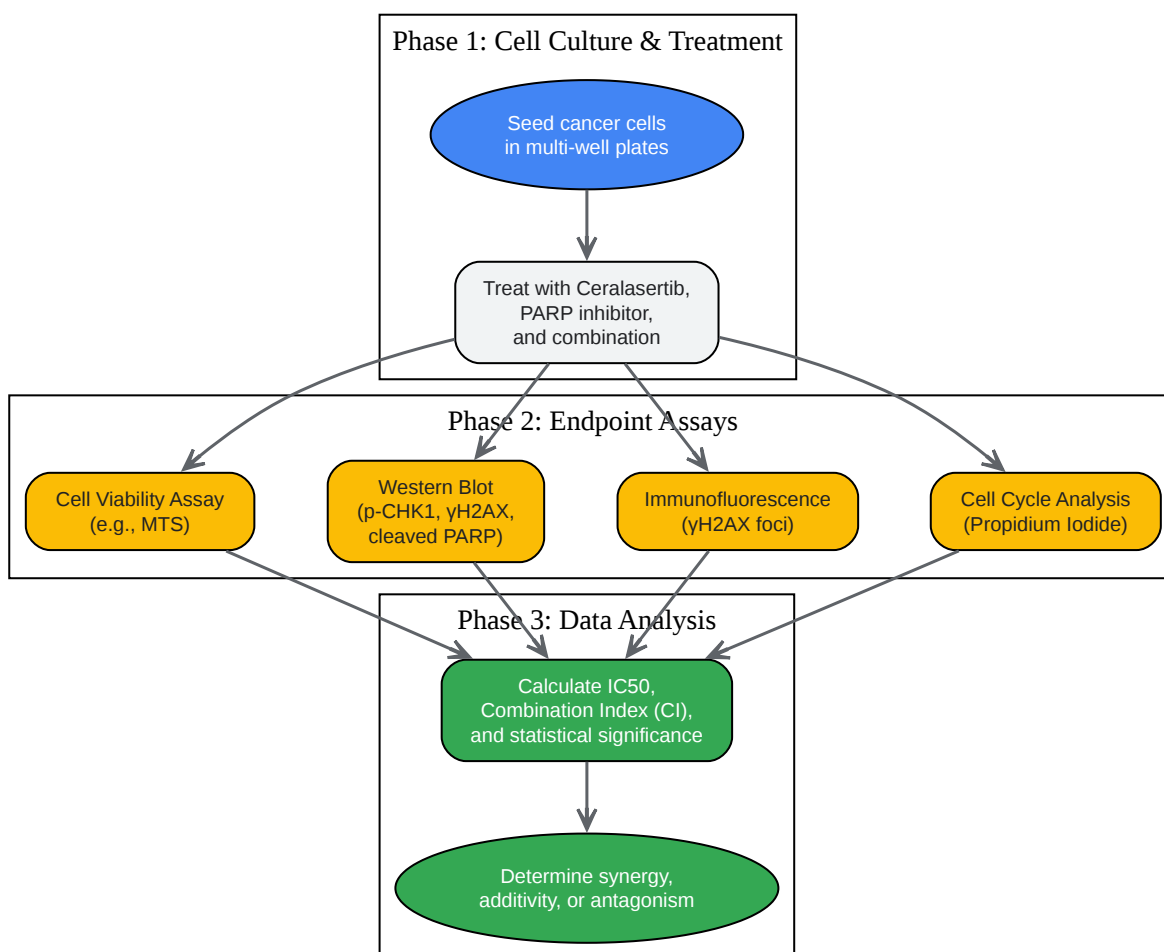 Phase 1: Cell Culture & Treatment
Seed cancer cells
in multi-well plates
Treat with Ceralasertib,
PARP inhibitor,
and combination
Phase 2: Endpoint Assays
Cell Viability Assay
(e.g., MTS)
Western Blot
(p-CHK1, γH2AX,
cleaved PARP)
Immunofluorescence
(γH2AX foci)
Cell Cycle Analysis
(Propidium Iodide)
Phase 3: Data Analysis
Calculate IC50,
Combination Index (CI),
and statistical significance
Determine synergy,
additivity, or antagonism